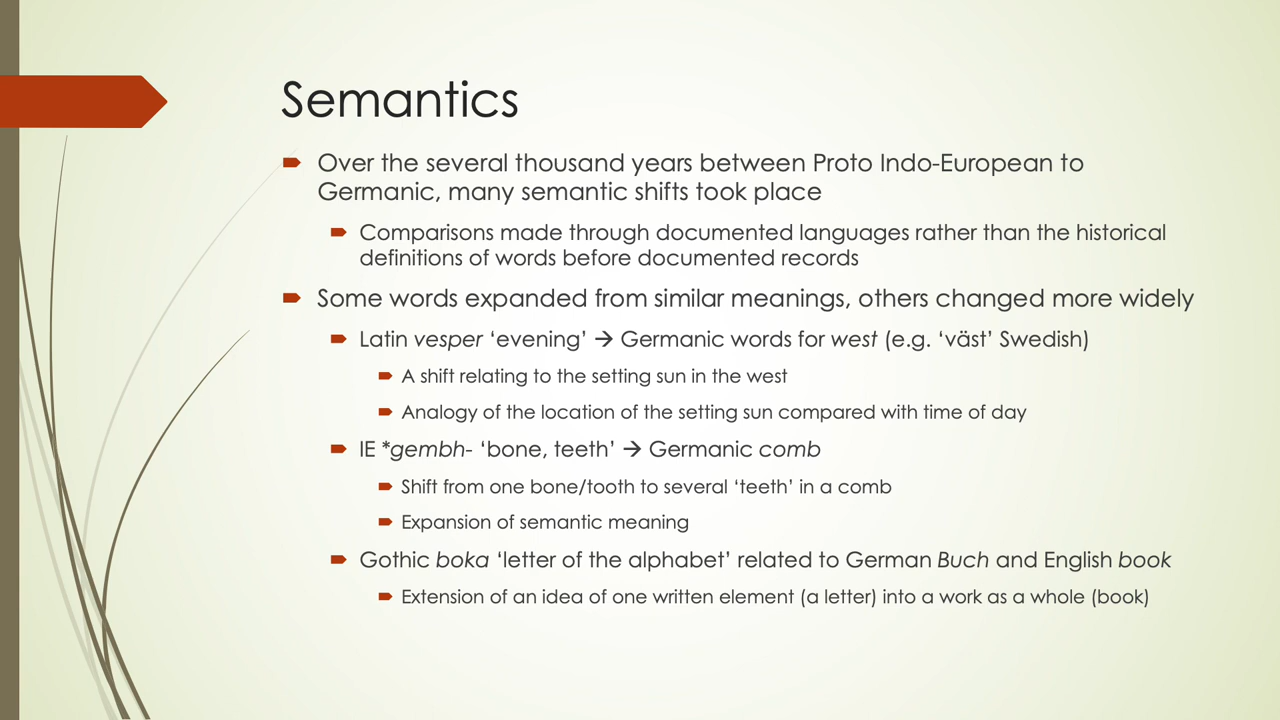 Semantics
Over the several thousand years between Proto Indo-European to
Germanic, many semantic shifts took place
Comparisons made through documented languages rather than the historical
definitions of words before documented records
Some words expanded from similar meanings, others changed more widely
Latin vesper ‘evening’ → Germanic words for west (e.g. ‘väst’ Swedish)
A shift relating to the setting sun in the west
Analogy of the location of the setting sun compared with time of day
IE *gembh- ‘bone, teeth’ → Germanic comb
Shift from one bone/tooth to several ‘teeth’ in a comb
Expansion of semantic meaning
Gothic boka ‘letter of the alphabet’ related to German Buch and English book
Extension of an idea of one written element (a letter) into a work as a whole (book)